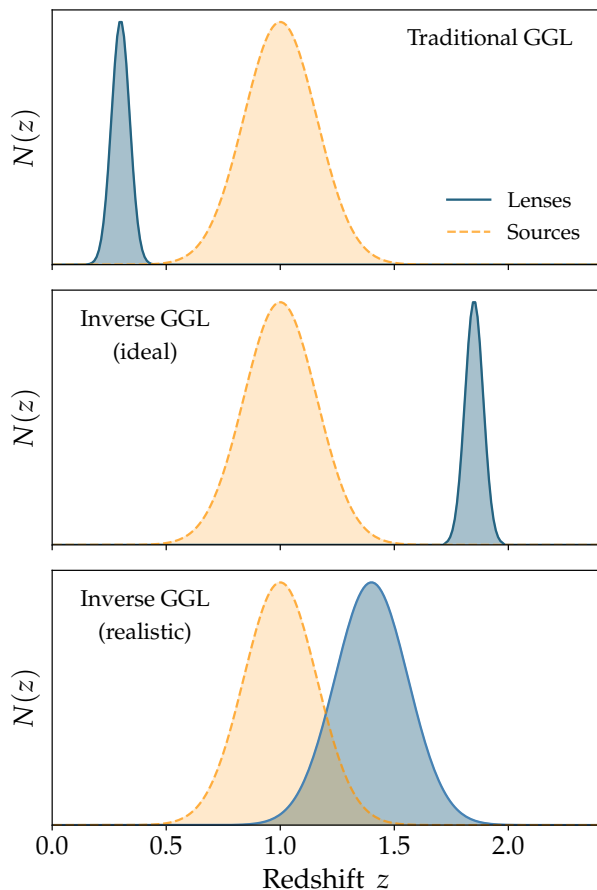 Traditional GGL
N(z)
Lenses
Sources
Inverse GGL
(ideal)
N(z)
Inverse GGL
(realistic)
N(z)
0.0 0.5 1.0 1.5 2.0
Redshift z